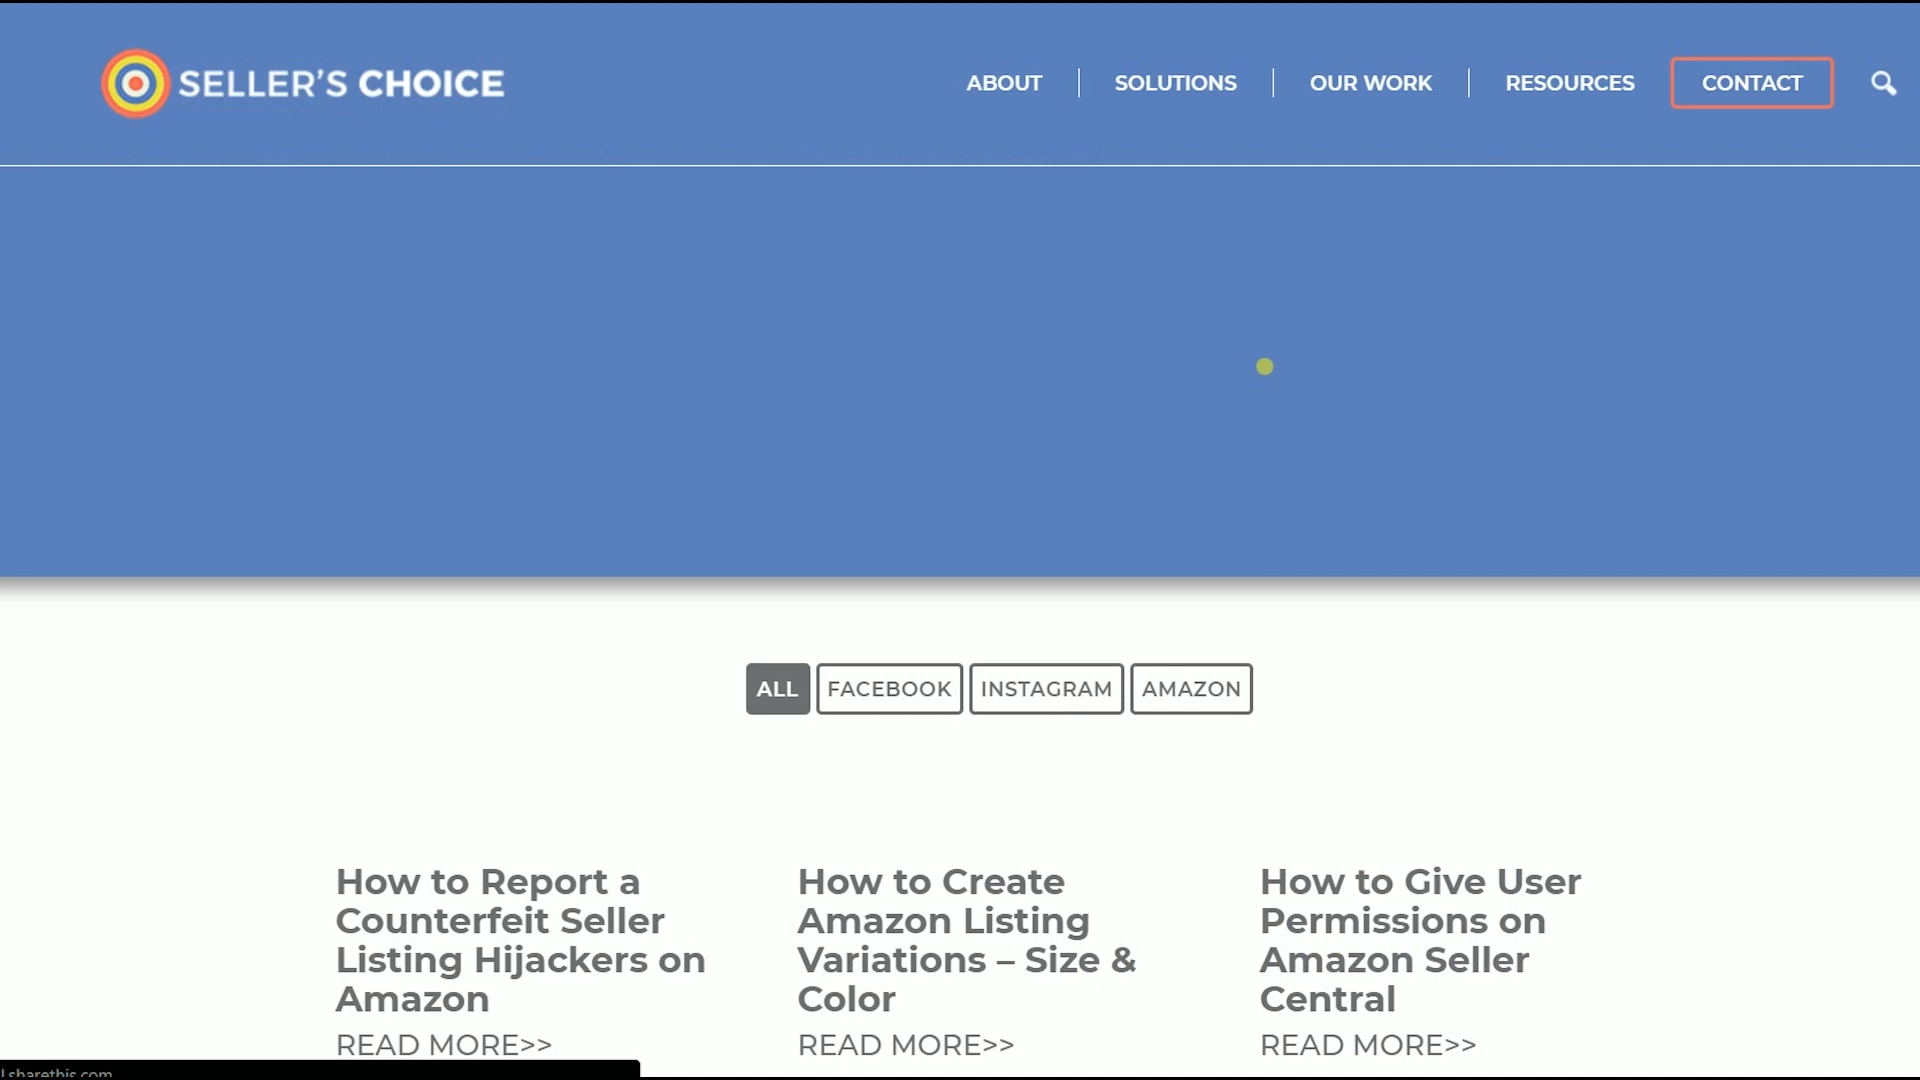 SELLER'S CHOICE
ABOUT
SOLUTIONS
OUR WORK
RESOURCES
CONTACT
ALL
FACEBOOK
INSTAGRAM
AMAZON
How to Report a
Counterfeit Seller
Listing Hijackers on
Amazon
READ MORE>>
How to Create
Amazon Listing
Variations – Size &
Color
READ MORE>>
How to Give User
Permissions on
Amazon Seller
Central
READ MORE>>
l.sharethis.com